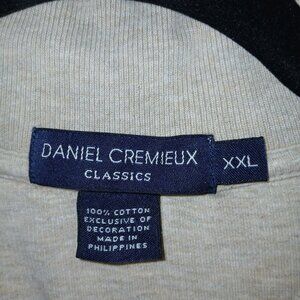 DANIEL CREMIEUX
CLASSICS
XXL
100% COTTON
EXCLUSIVE OF
DECORATION
MADE IN
PHILIPPINES